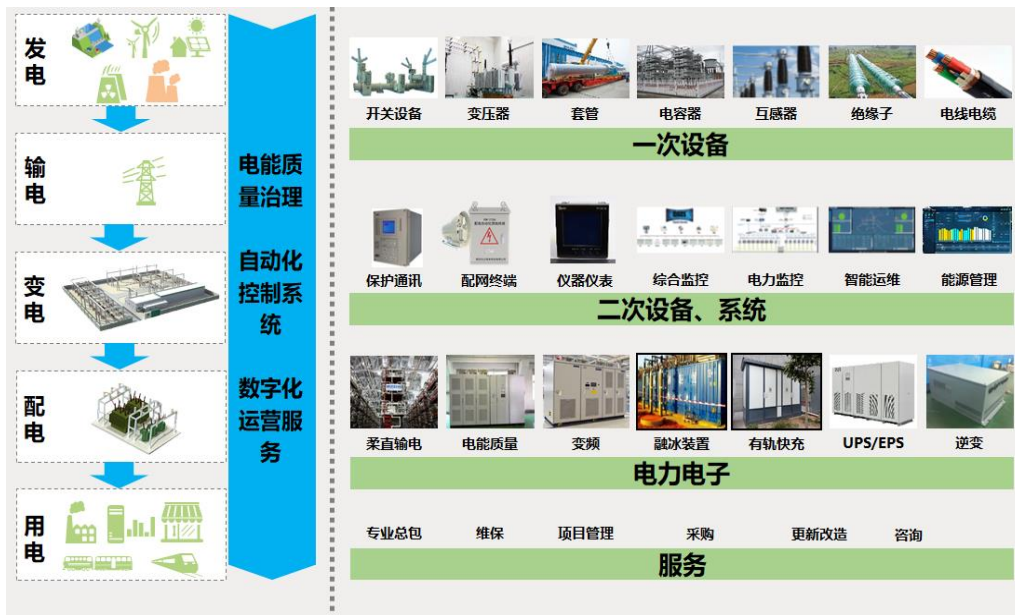 发
电
输
电
变
电
配
电
用
电
电能质
量治理
自动化
控制系
统
数字化
运营服
务
开关设备 变压器 套管 电容器 互感器 绝缘子 电线电缆
一次设备
保护通讯 配网终端 仪器仪表 综合监控 电力监控 智能运维 能源管理
二次设备、系统
柔直输电 电能质量 变频 融冰装置 有轨快充 UPS/EPS 逆变
电力电子
专业总包 维保 项目管理 采购 更新改造 咨询
服务